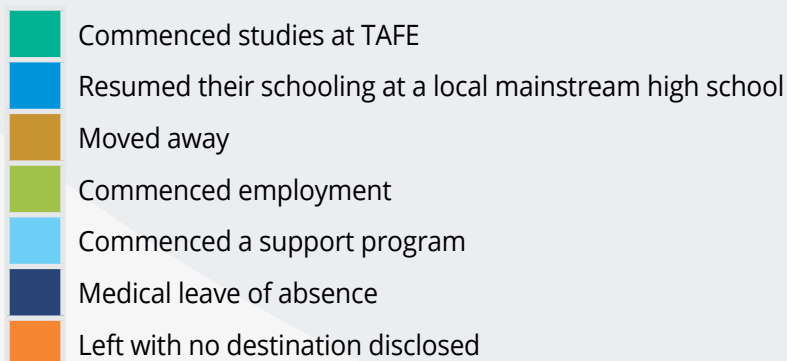 Commenced studies at TAFE
Resumed their schooling at a local mainstream high school
Moved away
Commenced employment
Commenced a support program
Medical leave of absence
Left with no destination disclosed